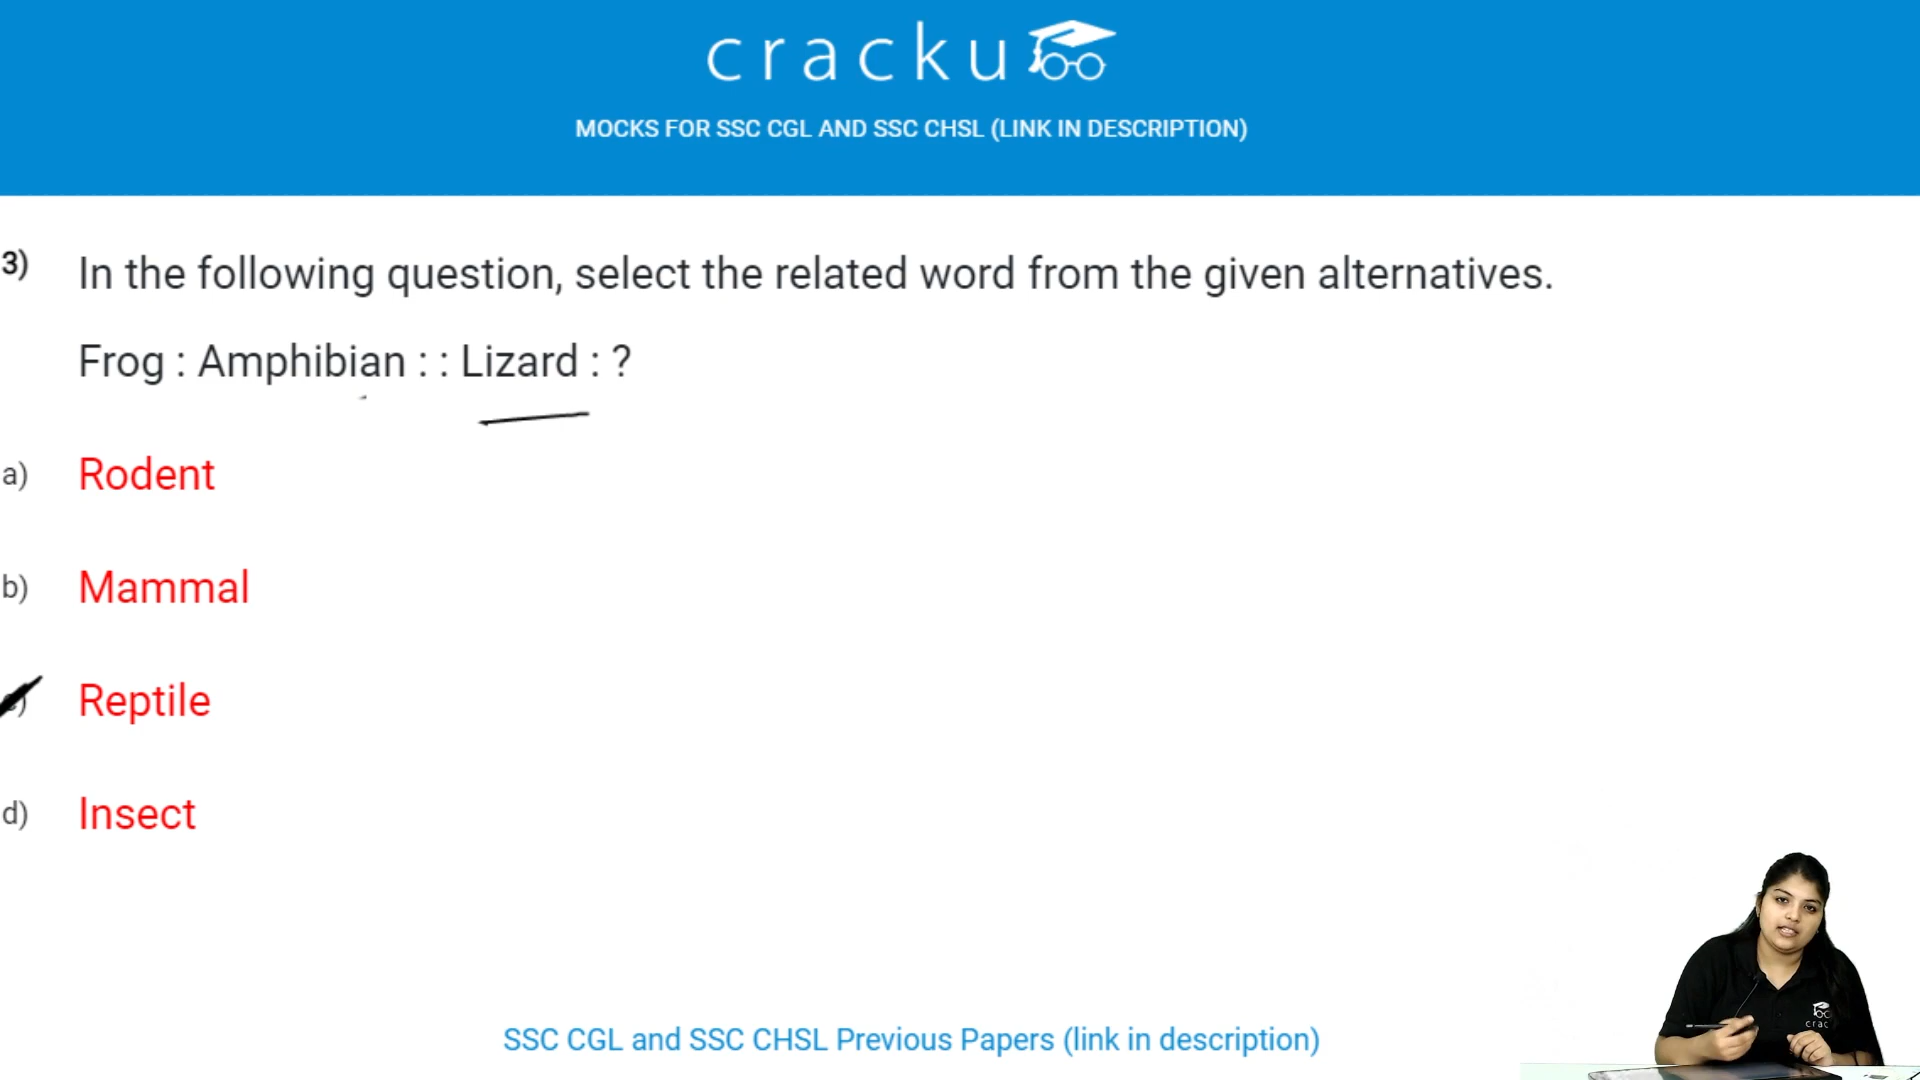 cracku
MOCKS FOR SSC CGL AND SSC CHSL (LINK IN DESCRIPTION)
3) In the following question, select the related word from the given alternatives.
Frog : Amphibian : : Lizard : ?
a) Rodent
b) Mammal
Reptile
d) Insect
crac
SSC CGL and SSC CHSL Previous Papers (link in description)